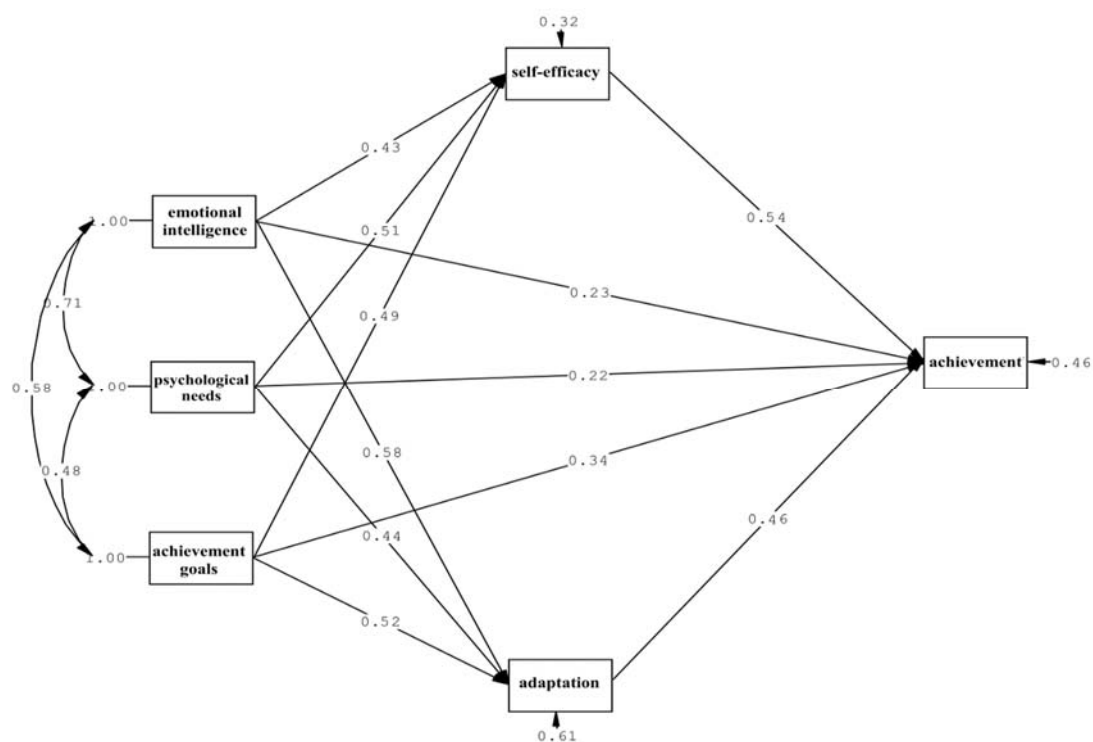 0.32
self-efficacy
0.43
emotional
intelligence
1.00
0.51
0.54
0.23
0.71
0.49
achievement
0.46
psychological
needs
1.00
0.22
0.58
0.58
0.34
0.48
0.46
0.44
achievement
goals
1.00
0.52
adaptation
0.61